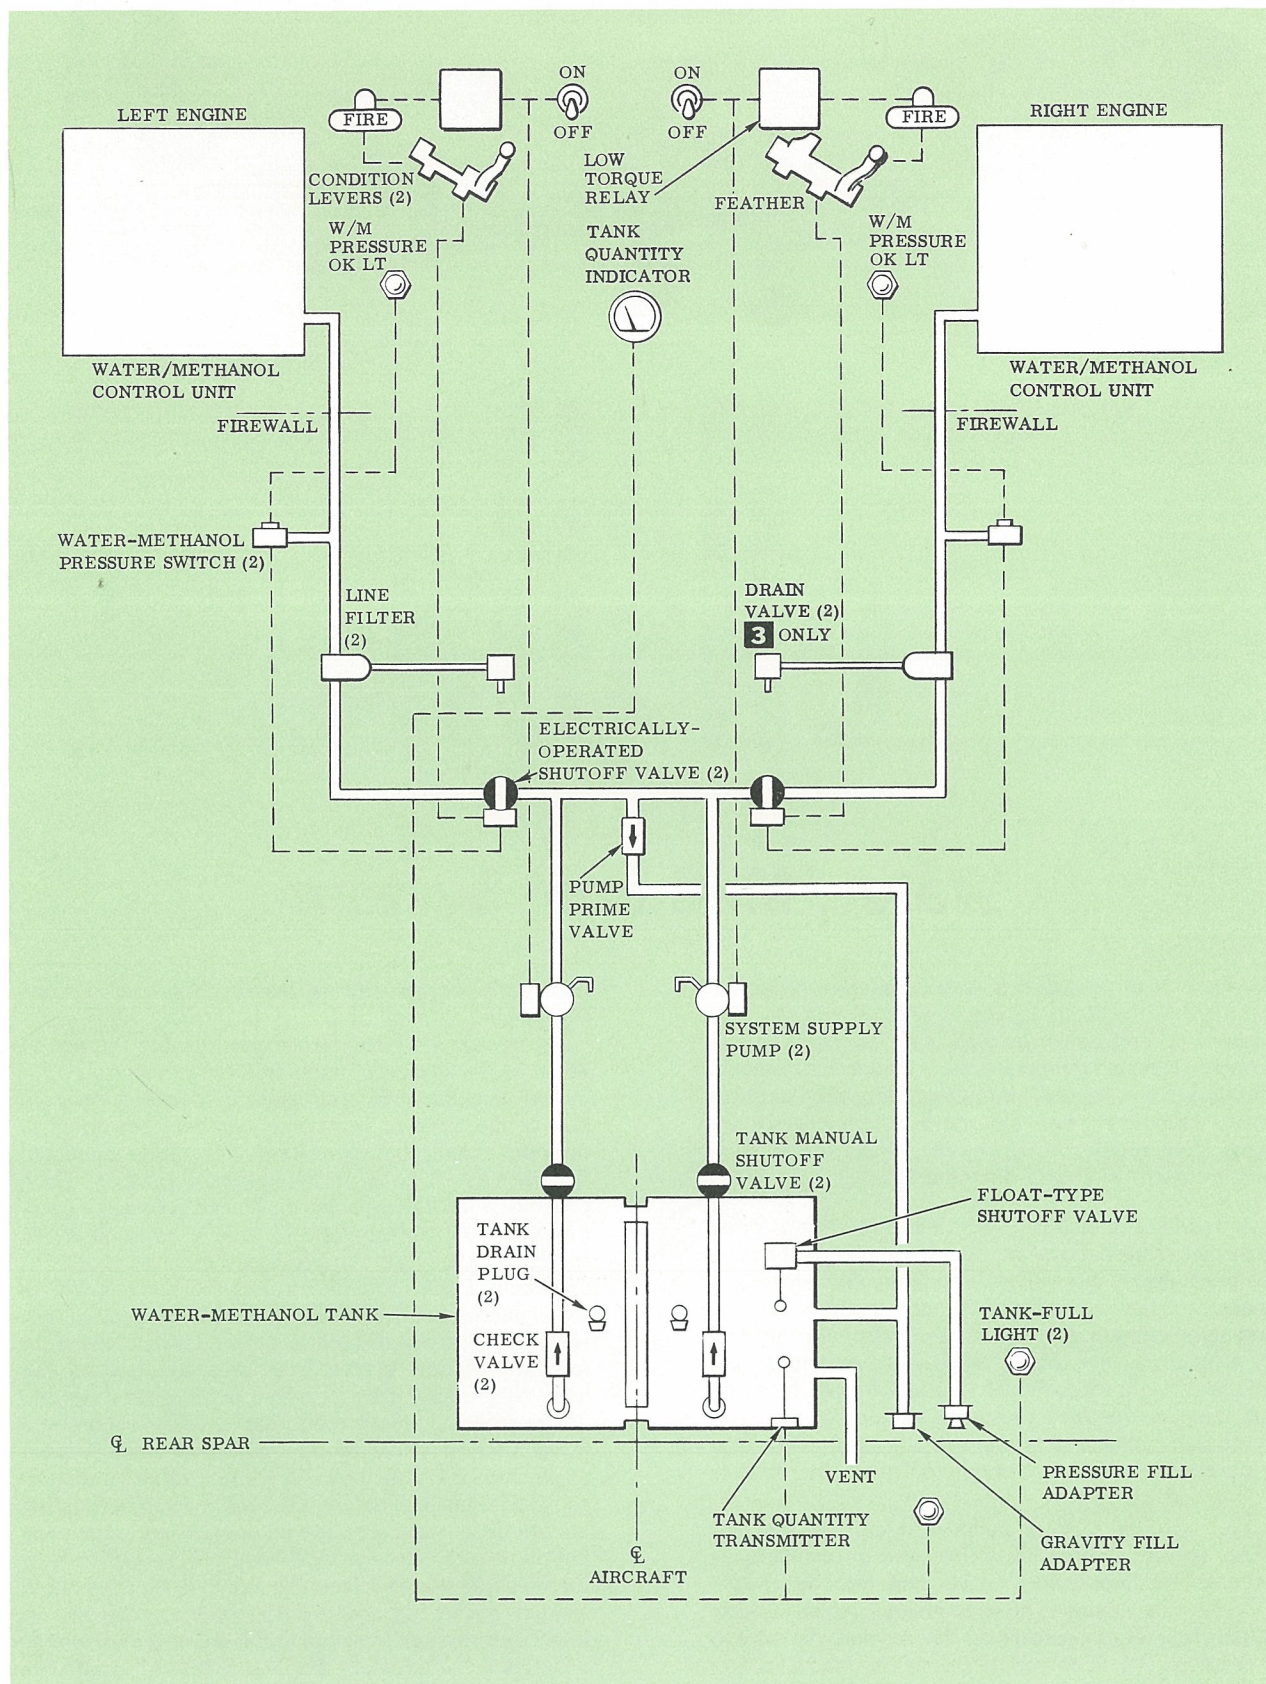 ON
OFF
ON
OFF
FIRE
FIRE
LEFT ENGINE
RIGHT ENGINE
CONDITION
LEVERS (2)
LOW
TORQUE
RELAY
FEATHER
W/M
PRESSURE
OK LT
TANK
QUANTITY
INDICATOR
W/M
PRESSURE
OK LT
WATER/METHANOL
CONTROL UNIT
WATER/METHANOL
CONTROL UNIT
FIREWALL
FIREWALL
WATER-METHANOL
PRESSURE SWITCH (2)
LINE
FILTER
(2)
DRAIN
VALVE (2)
3 ONLY
ELECTRICALLY-
OPERATED
SHUTOFF VALVE (2)
PUMP
PRIME
VALVE
SYSTEM SUPPLY
PUMP (2)
TANK MANUAL
SHUTOFF
VALVE (2)
FLOAT-TYPE
SHUTOFF VALVE
TANK
DRAIN
PLUG
(2)
WATER-METHANOL TANK
CHECK
VALVE
(2)
TANK-FULL
LIGHT (2)
℄ REAR SPAR
VENT
PRESSURE FILL
ADAPTER
TANK QUANTITY
TRANSMITTER
GRAVITY FILL
ADAPTER
℄
AIRCRAFT